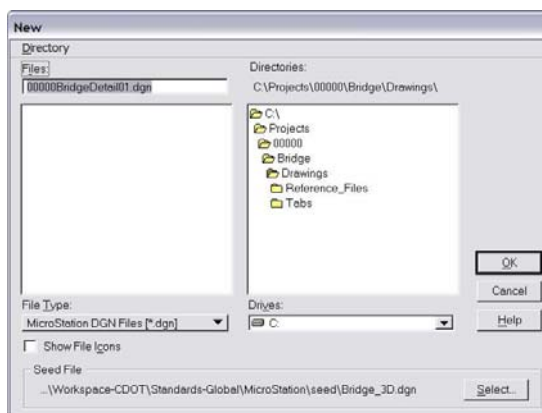 New
Directory
Files:
00000BridgeDetail01.dgn
Directories:
C:\Projects\00000\Bridge\Drawings\
C:\
Projects
00000
Bridge
Drawings
Reference_Files
Tabs
OK
Cancel
Help
File Type:
MicroStation DGN Files [*.dgn]
Drives:
C:
Show File Icons
Seed File
...\Workspace-CDOT\Standards-Global\MicroStation\seed\Bridge_3D.dgn
Select...